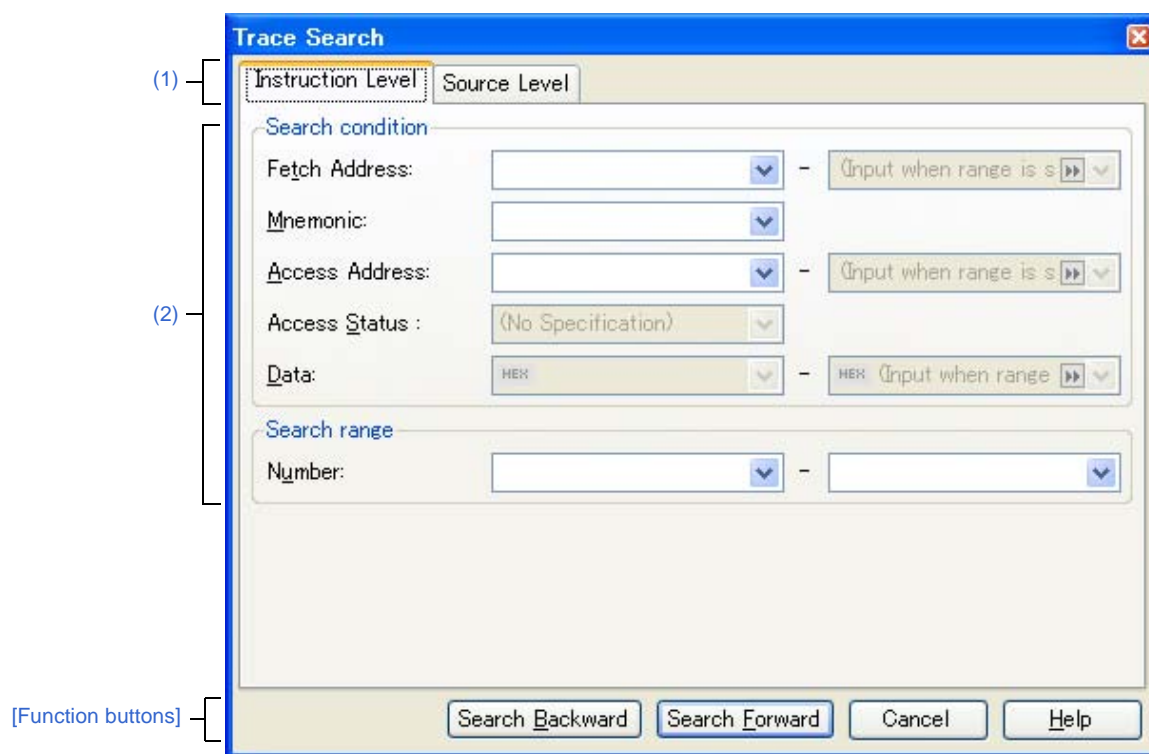 Trace Search
(1)
Instruction Level Source Level
(2)
Search condition
Fetch Address: - (Input when range is s
Mnemonic:
Access Address: - (Input when range is s
Access Status : (No Specification)
Data: HEX - HEX (Input when range
Search range
Number: -
[Function buttons]
Search Backward Search Forward Cancel Help